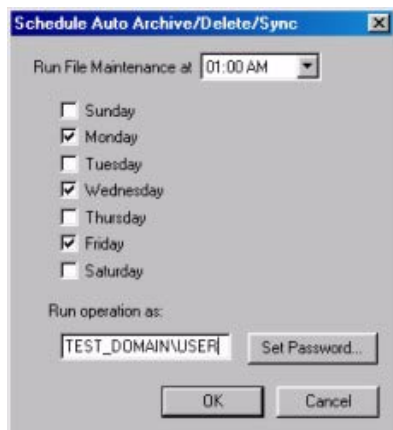 Schedule Auto Archive/Delete/Sync
Run File Maintenance at 01:00 AM
Sunday
Monday
Tuesday
Wednesday
Thursday
Friday
Saturday
Run operation as:
TEST_DOMAIN\USER Set Password...
OK Cancel